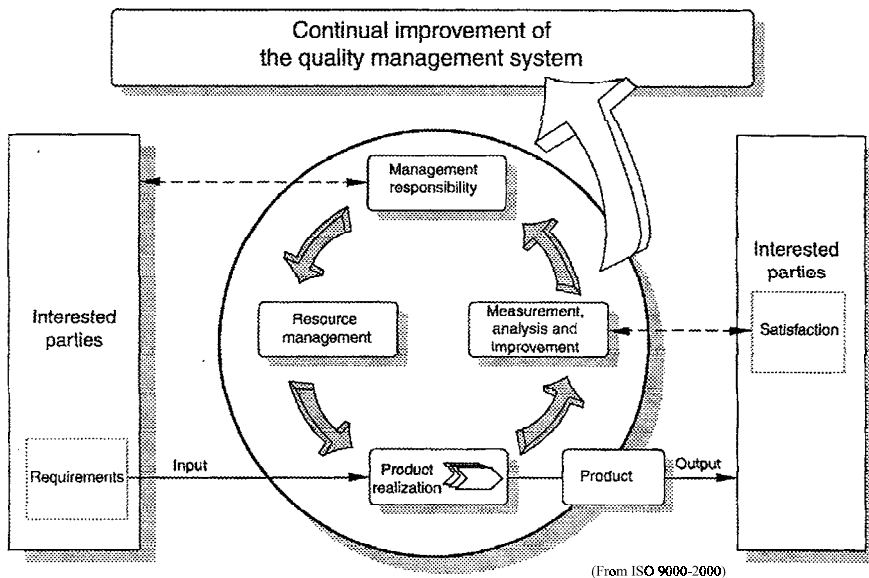 Continual improvement of
the quality management system
Management
responsibility
Interested
parties
Resource
management
Measurement,
analysis and
improvement
Interested
parties
Satisfaction
Requirements
Input
Product
realization
Product
Output
(From ISO 9000-2000)